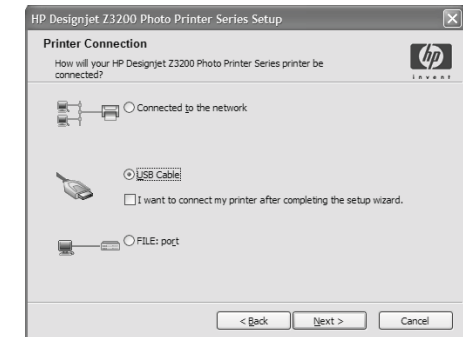 HP Designjet Z3200 Photo Printer Series Setup
Printer Connection
How will your HP Designjet Z3200 Photo Printer Series printer be
connected?
hp
invent
Connected to the network
USB Cable
I want to connect my printer after completing the setup wizard.
FILE: port
< Back
Next >
Cancel